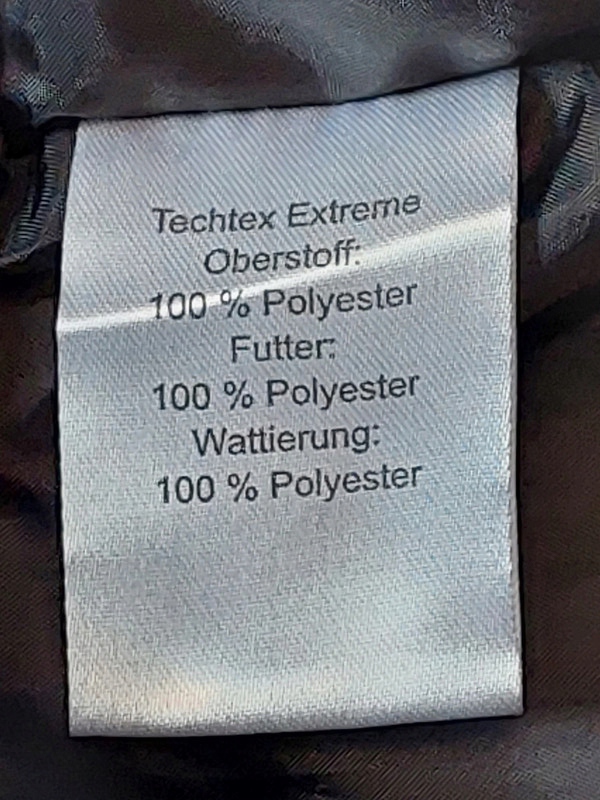 Techtex Extreme
Oberstoff:
100 % Polyester
Futter:
100 % Polyester
Wattierung:
100 % Polyester